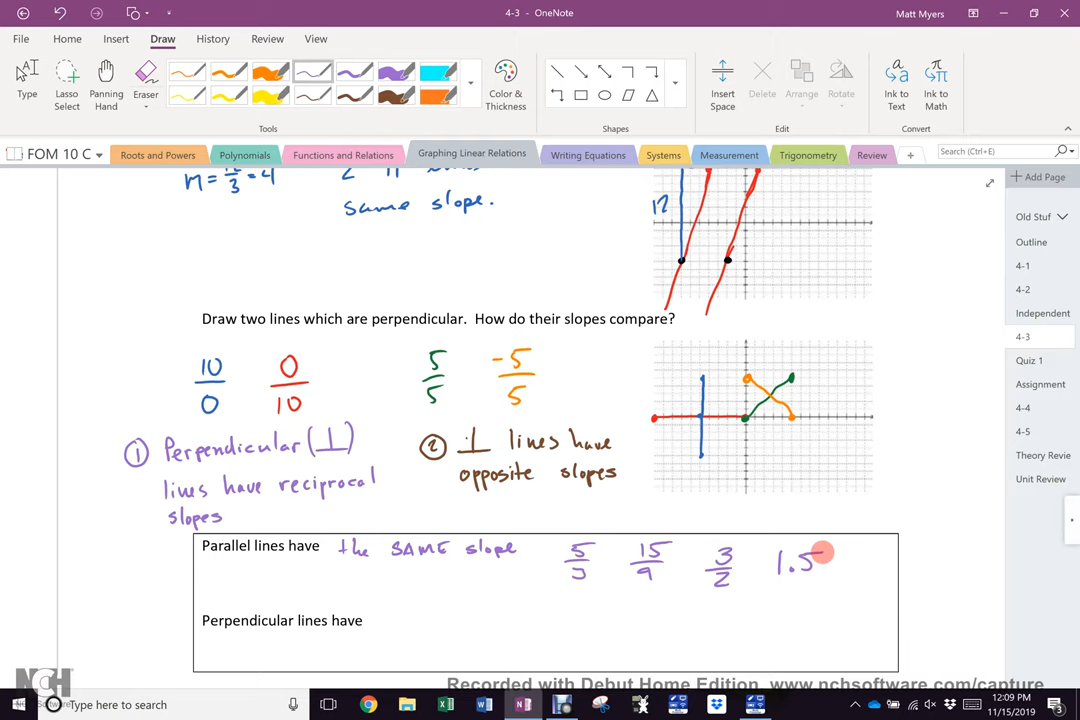 4-3 - OneNote
Matt Myers
File Home Insert Draw History Review View
Type
Lasso Select
Panning Hand
Eraser
Color & Thickness
Insert Space
Delete
Arrange
Rotate
Ink to Text
Ink to Math
Tools
Shapes
Edit
Convert
FOM 10 C
Roots and Powers
Polynomials
Functions and Relations
Graphing Linear Relations
Writing Equations
Systems
Measurement
Trigonometry
Review
Search (Ctrl+E)
Add Page
Old Stuf
Outline
4-1
4-2
Independent
4-3
Quiz 1
Assignment
4-4
4-5
Theory Revie
Unit Review
same slope.
12
Draw two lines which are perpendicular. How do their slopes compare?
10/0 0/10 5/5 -5/5
① Perpendicular (⊥)
lines have reciprocal
slopes
② ⊥ lines have
opposite slopes
Parallel lines have the SAME slope 5/3 15/9 3/2 1.5
Perpendicular lines have
NCH Software
Recorded with Debut Home Edition www.nchsoftware.com/capture
Type here to search
12:09 PM
11/15/2019
3